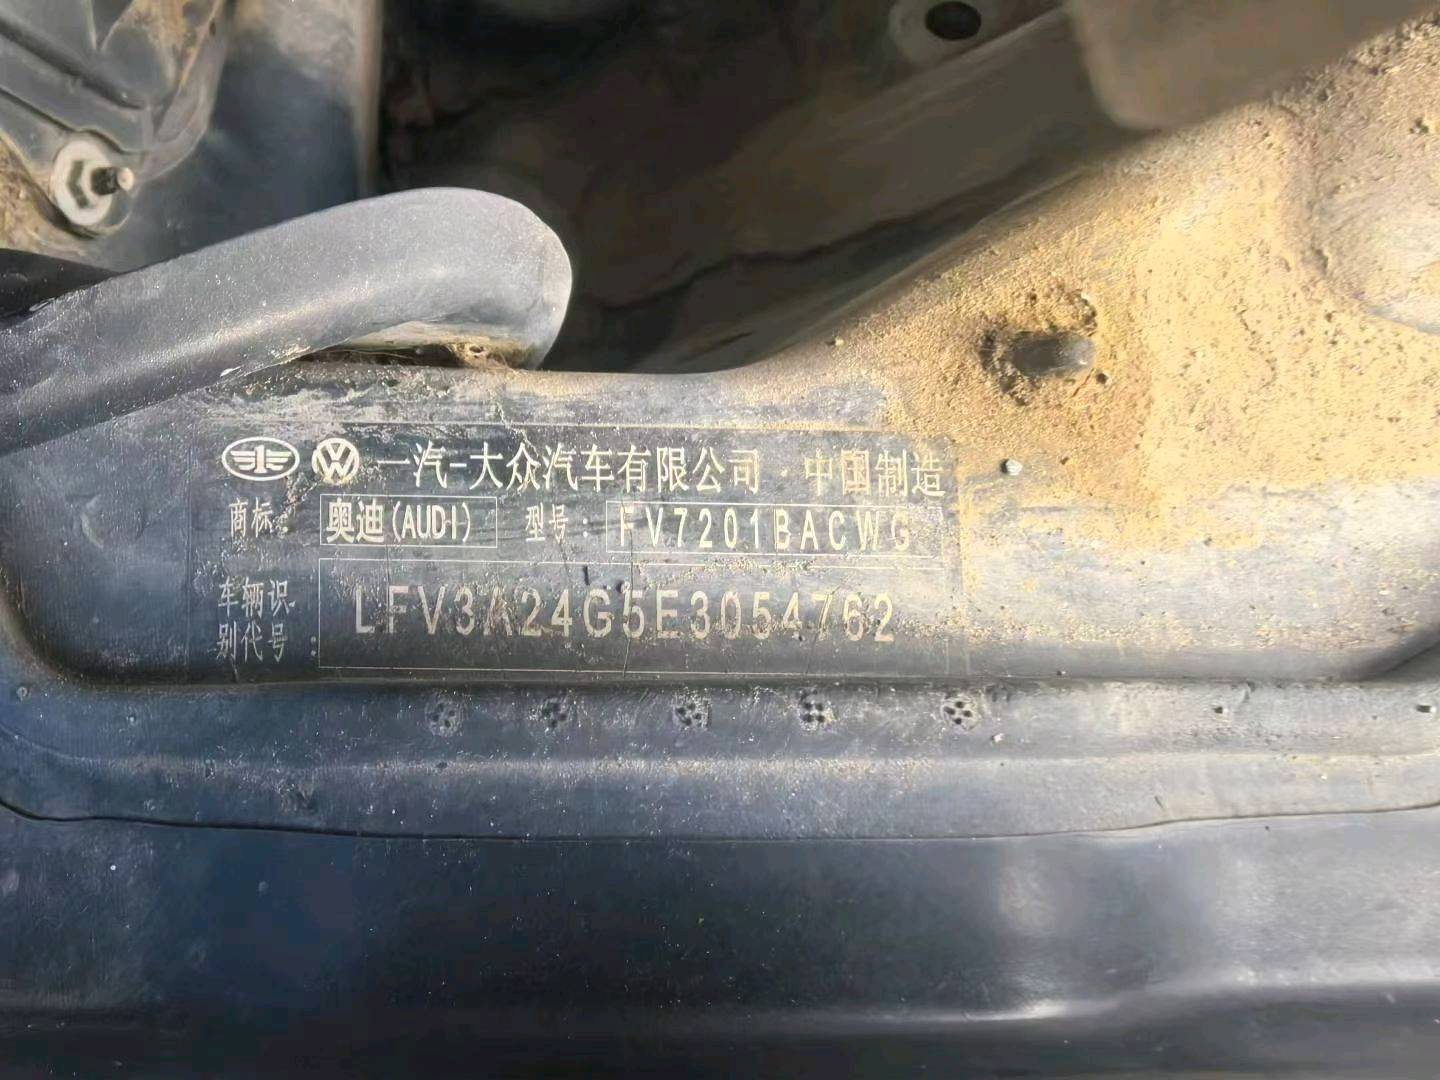 一汽-大众汽车有限公司·中国制造
商标: 奥迪(AUDI) 型号: FV7201BACWG
车辆识别代号: LFV3A24G5E3054762